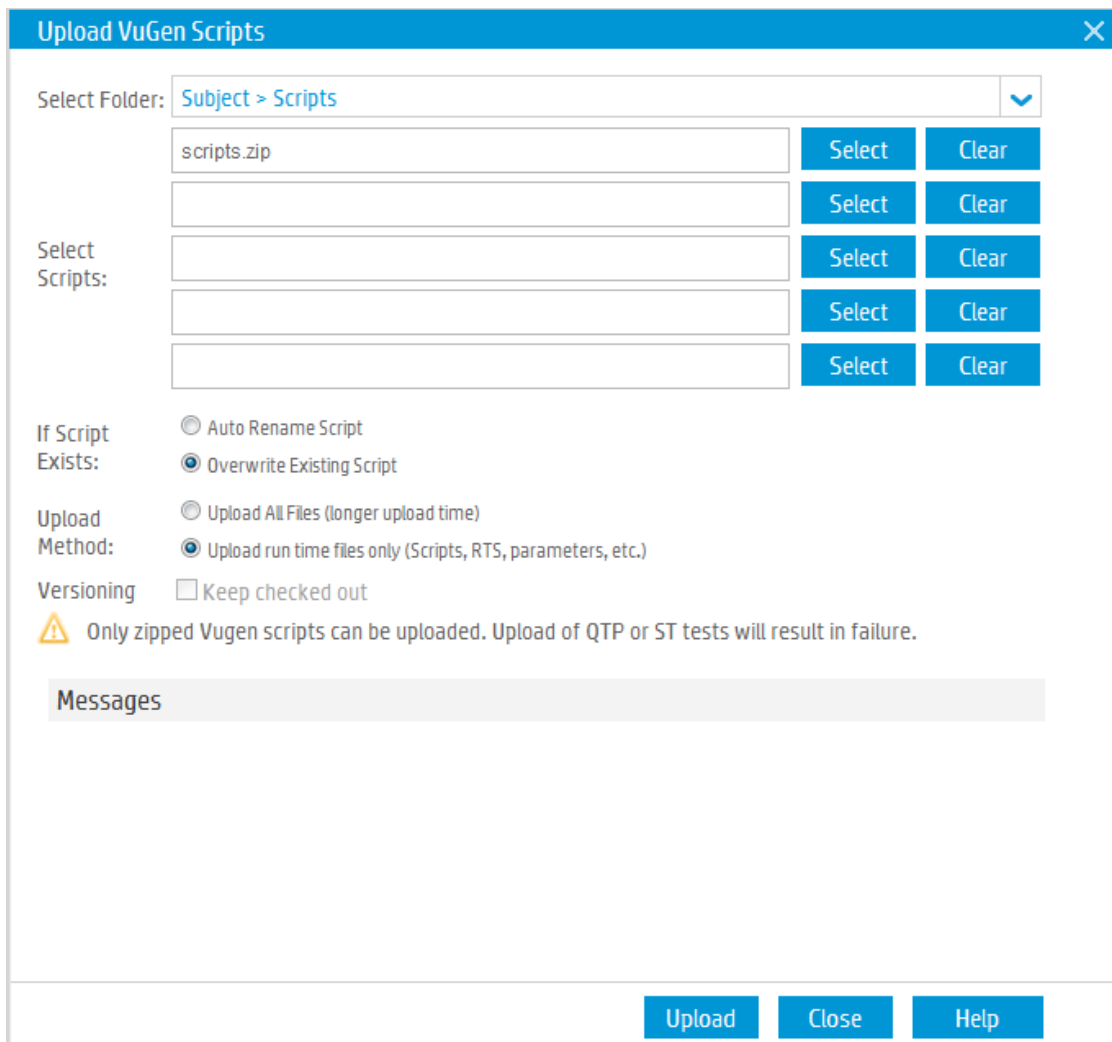 Upload VuGen Scripts
Select Folder: Subject > Scripts
scripts.zip Select Clear
Select Clear
Select Scripts: Select Clear
Select Clear
Select Clear
If Script Exists: Auto Rename Script
Overwrite Existing Script
Upload Method: Upload All Files (longer upload time)
Upload run time files only (Scripts, RTS, parameters, etc.)
Versioning Keep checked out
Only zipped Vugen scripts can be uploaded. Upload of QTP or ST tests will result in failure.
Messages
Upload Close Help